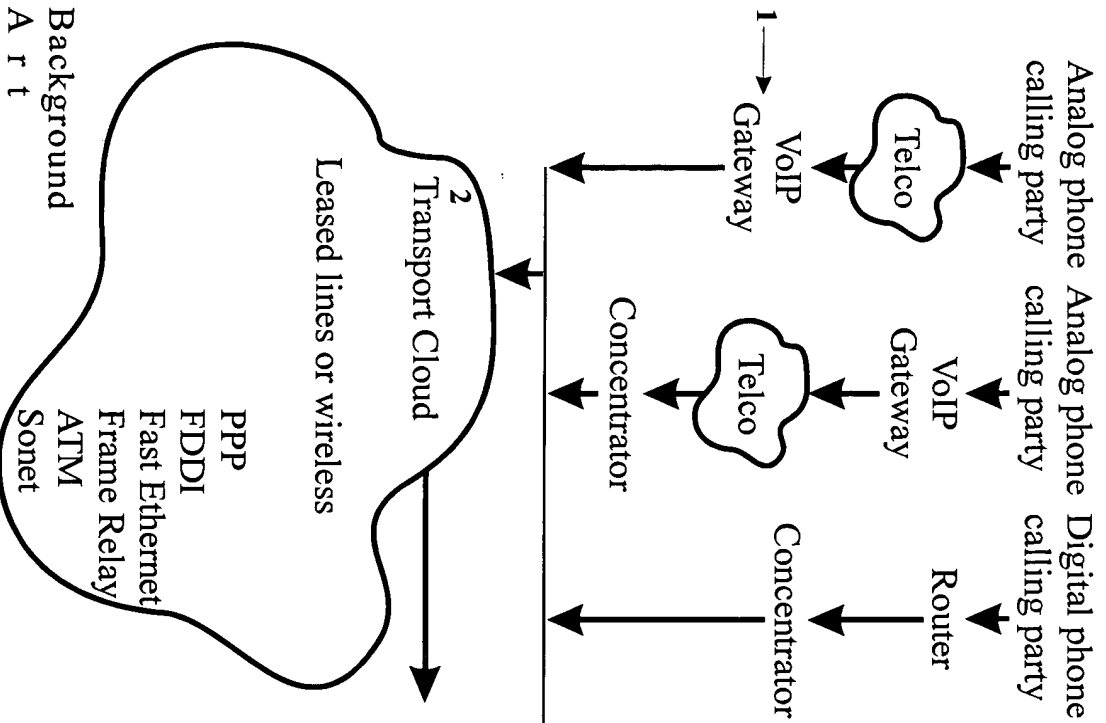 Analog phone
calling party
Telco
VoIP
Gateway
1
Analog phone
calling party
VoIP
Gateway
Telco
Concentrator
Digital phone
calling party
Router
Concentrator
2
Transport Cloud
Leased lines or wireless
PPP
FDDI
Fast Ethernet
Frame Relay
ATM
Sonet
Background
A r t